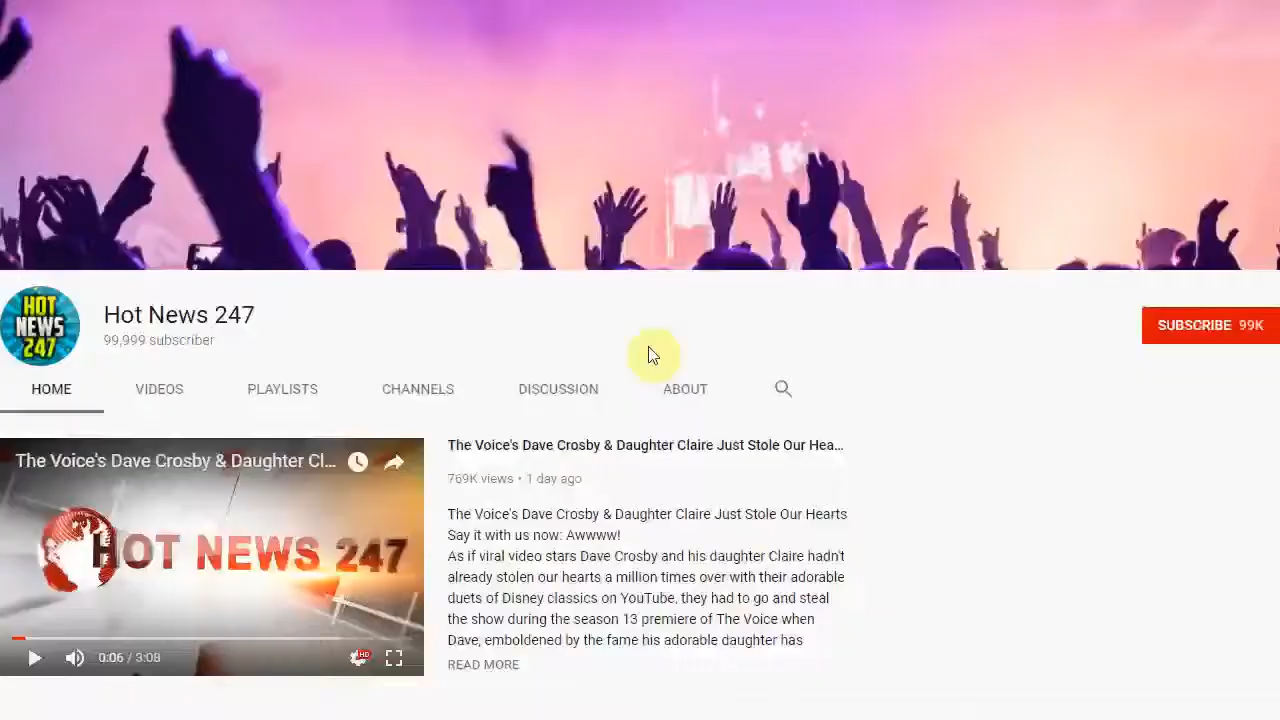 HOT
NEWS
247
Hot News 247
99,999 subscriber
SUBSCRIBE 99K
HOME VIDEOS PLAYLISTS CHANNELS DISCUSSION ABOUT
The Voice's Dave Crosby & Daughter Cl...
HOT NEWS 247
0:06 / 3:08
HD
The Voice's Dave Crosby & Daughter Claire Just Stole Our Hea...
769K views • 1 day ago
The Voice's Dave Crosby & Daughter Claire Just Stole Our Hearts
Say it with us now: Awwww!
As if viral video stars Dave Crosby and his daughter Claire hadn't
already stolen our hearts a million times over with their adorable
duets of Disney classics on YouTube, they had to go and steal
the show during the season 13 premiere of The Voice when
Dave, emboldened by the fame his adorable daughter has
READ MORE